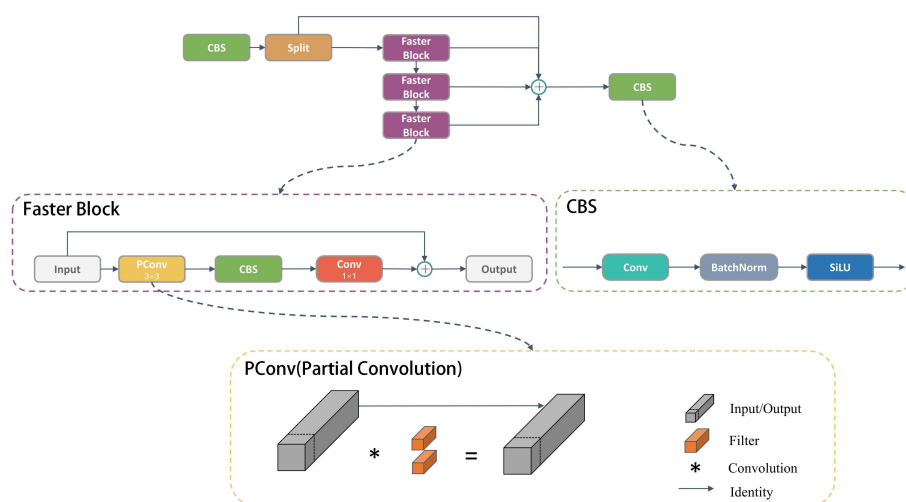 CBS
Split
Faster
Block
Faster
Block
Faster
Block
CBS
Faster Block
Input
PConv
3×3
CBS
Conv
1×1
Output
CBS
Conv
BatchNorm
SiLU
PConv(Partial Convolution)
*
=
Input/Output
Filter
* Convolution
Identity